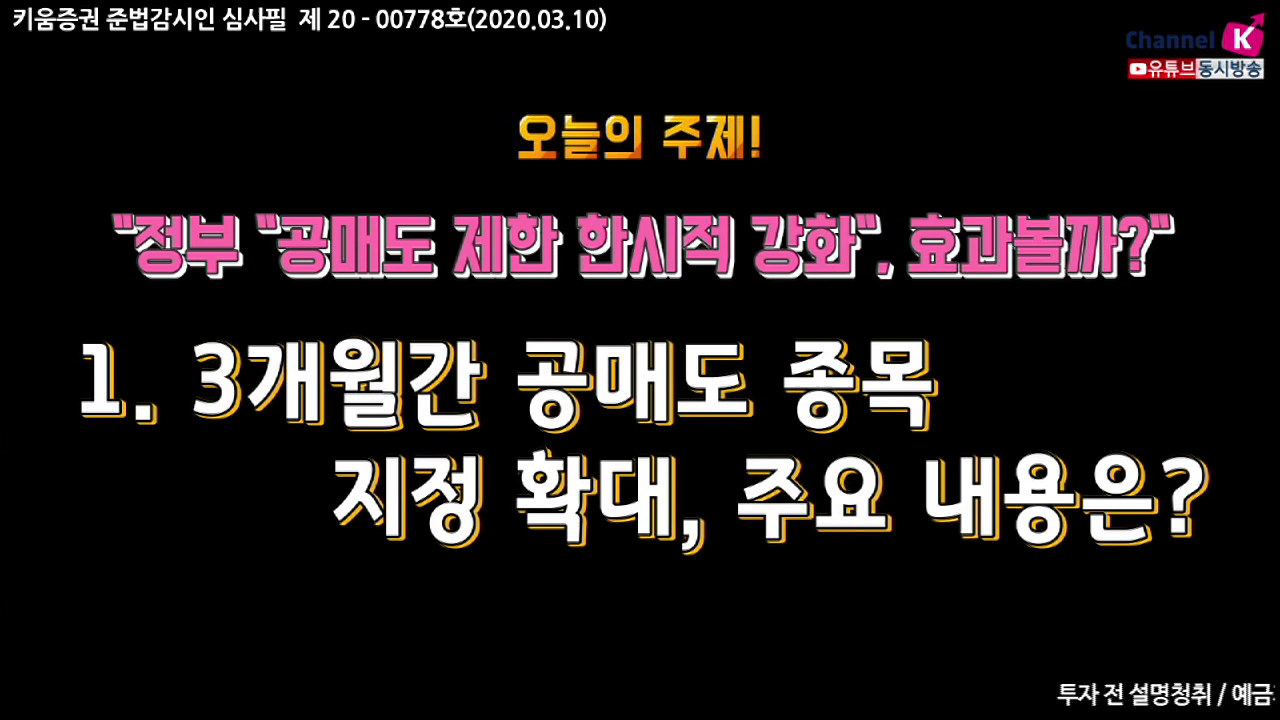 키움증권 준법감시인 심사필 제 20 - 00778호(2020.03.10)
Channel K
유튜브동시방송
오늘의 주제!
"정부 "공매도 제한 한시적 강화", 효과볼까?"
1. 3개월간 공매도 종목
지정 확대, 주요 내용은?
투자 전 설명청취 / 예금